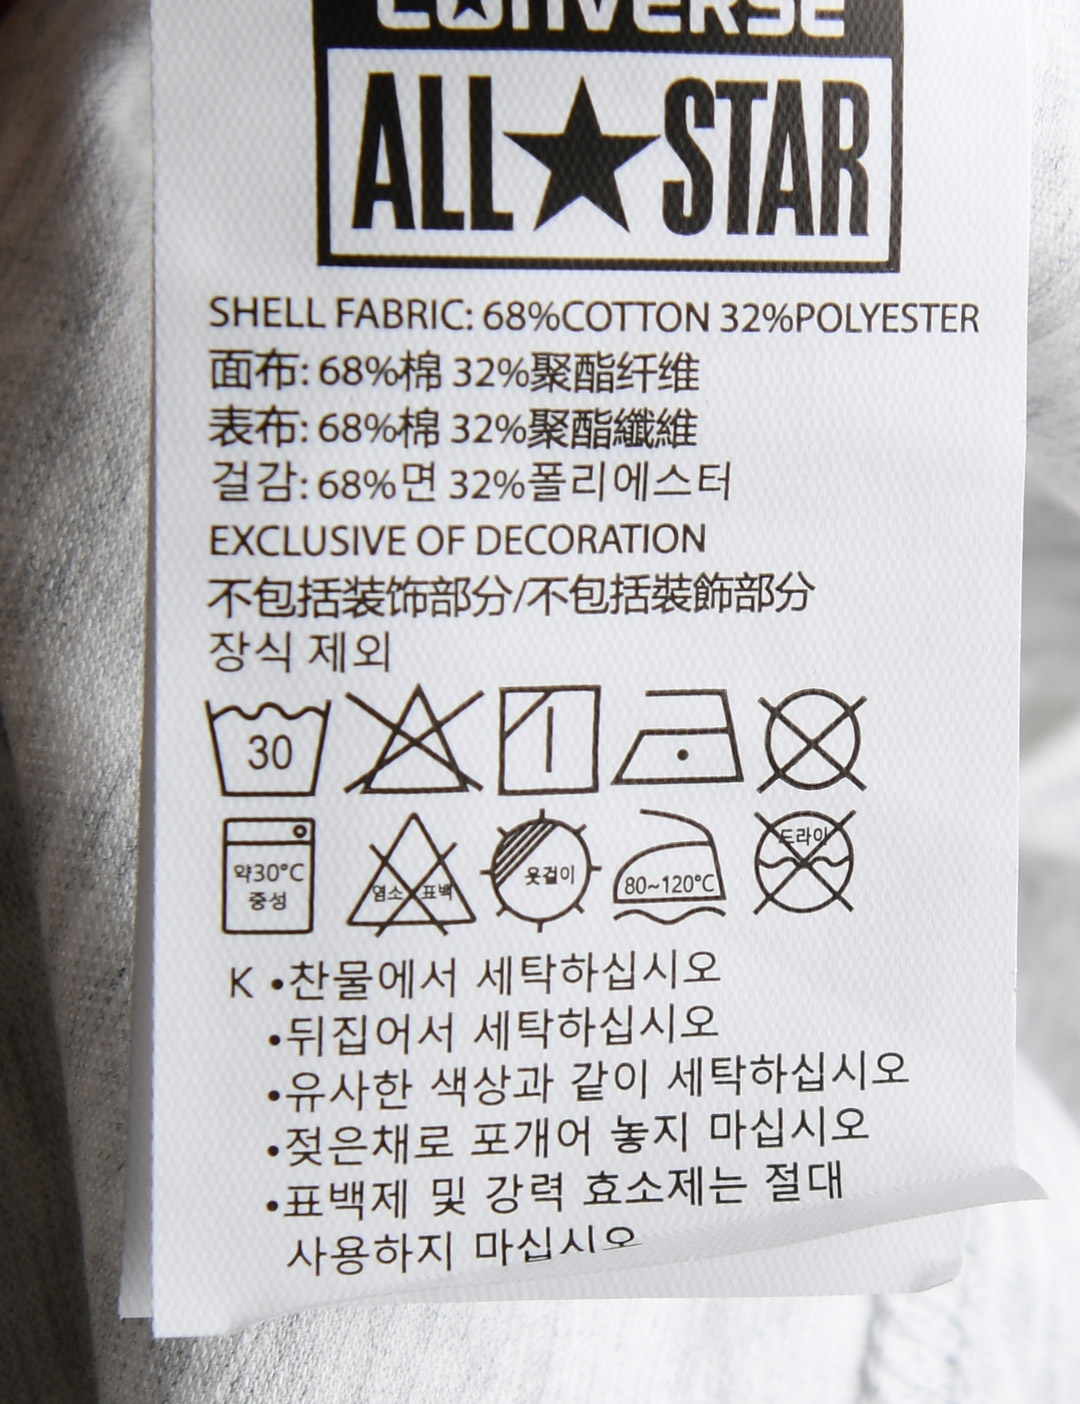 CONVERSE
ALL★STAR
SHELL FABRIC: 68%COTTON 32%POLYESTER
面布: 68%棉 32%聚酯纤维
表布: 68%棉 32%聚酯纖維
걸감: 68%면 32%폴리에스터
EXCLUSIVE OF DECORATION
不包括装饰部分/不包括裝飾部分
장식 제외
30
약30°C
중성
염소 표백
옷걸이
80~120°C
드라이
K •찬물에서 세탁하십시오
•뒤집어서 세탁하십시오
•유사한 색상과 같이 세탁하십시오
•젖은채로 포개어 놓지 마십시오
•표백제 및 강력 효소제는 절대
사용하지 마십시오